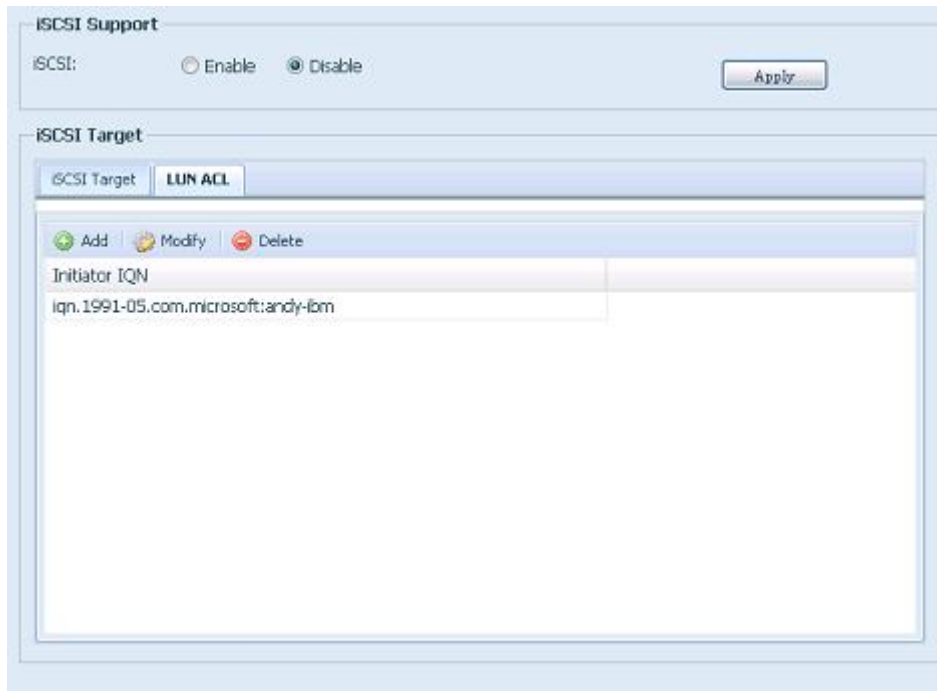 iSCSI Support
iSCSI: Enable Disable Apply
iSCSI Target
iSCSI Target LUN ACL
Add Modify Delete
Initiator IQN
iqn.1991-05.com.microsoft:andy-ibm